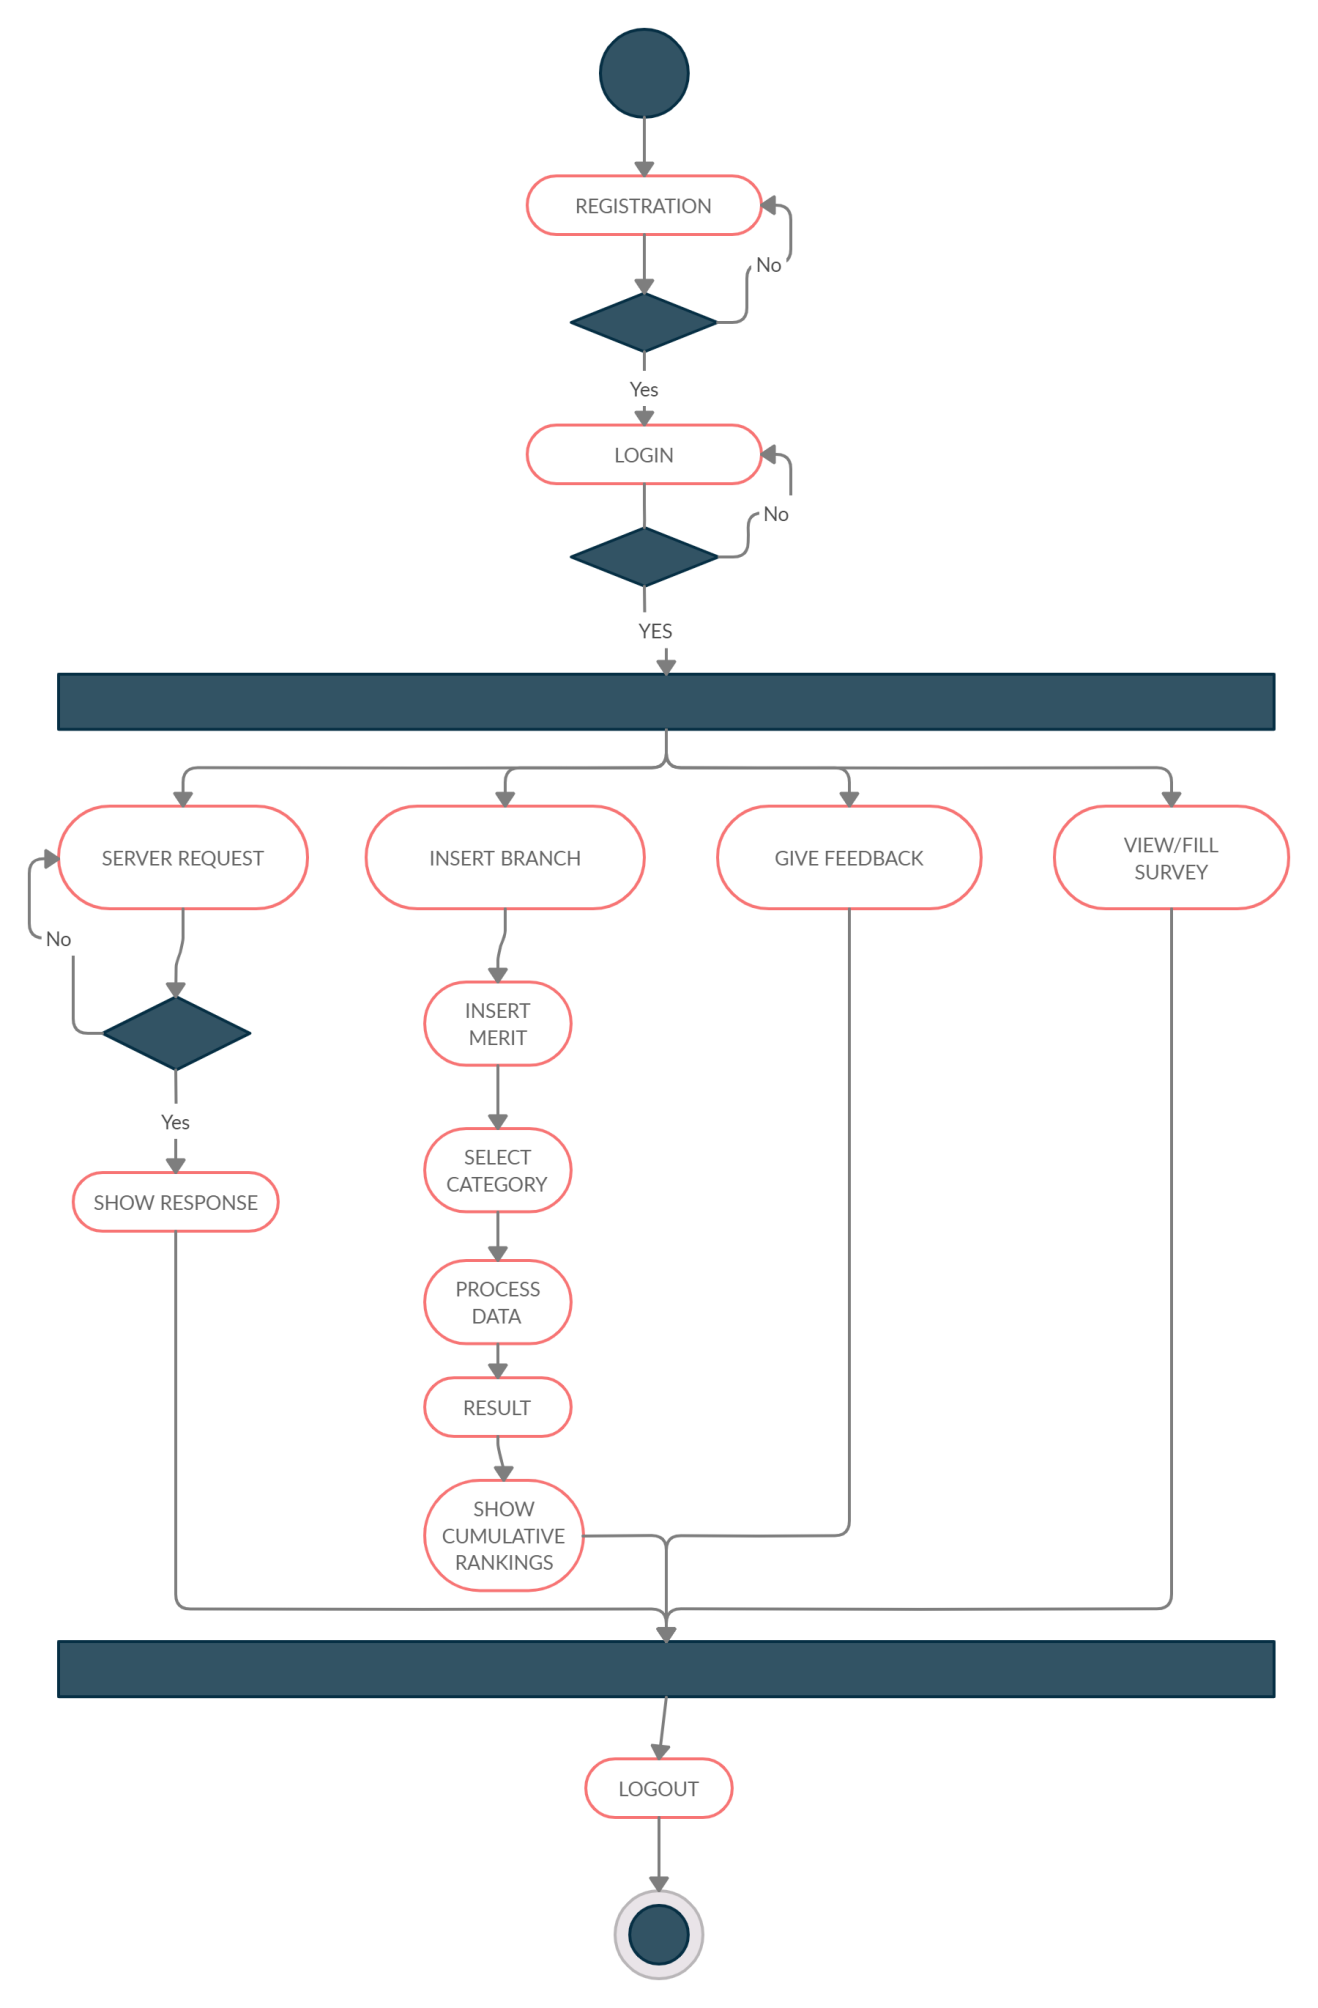 REGISTRATION
No
Yes
LOGIN
No
YES
SERVER REQUEST
INSERT BRANCH
GIVE FEEDBACK
VIEW/FILL
SURVEY
No
INSERT
MERIT
Yes
SELECT
CATEGORY
SHOW RESPONSE
PROCESS
DATA
RESULT
SHOW
CUMULATIVE
RANKINGS
LOGOUT